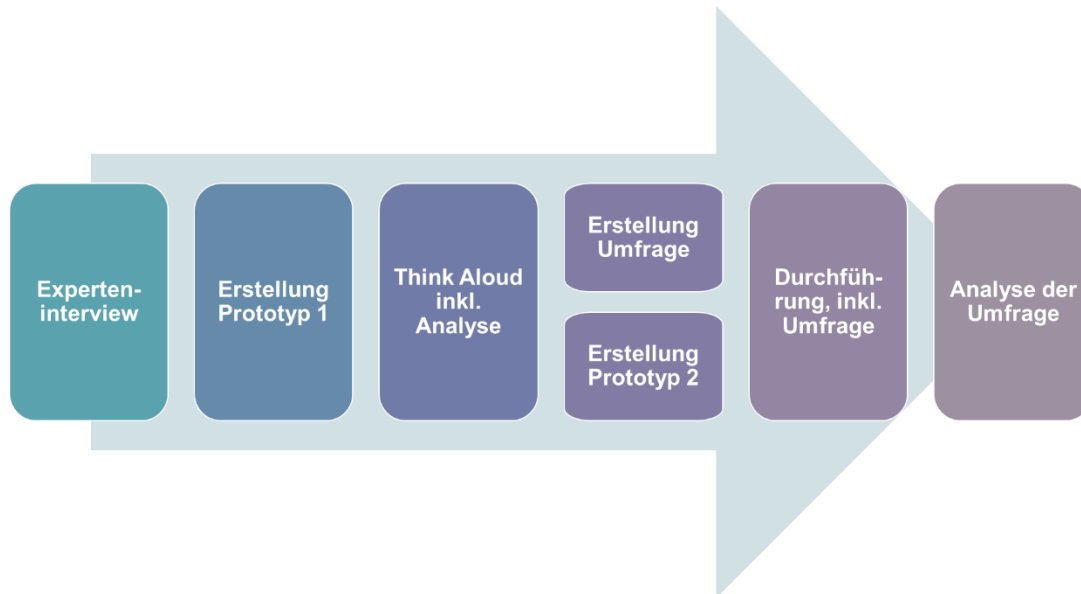 Experten-
interview
Erstellung
Prototyp 1
Think Aloud
inkl.
Analyse
Erstellung
Umfrage
Erstellung
Prototyp 2
Durchfüh-
rung, inkl.
Umfrage
Analyse der
Umfrage